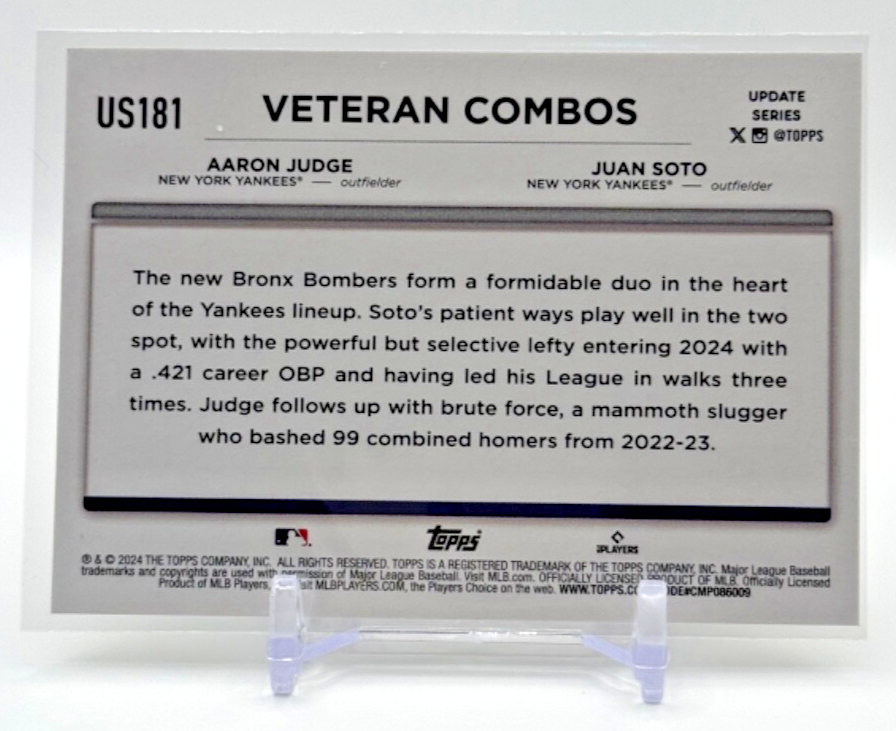 US181
VETERAN COMBOS
UPDATE
SERIES
@TOPPS
AARON JUDGE
NEW YORK YANKEES® — outfielder
JUAN SOTO
NEW YORK YANKEES® — outfielder
The new Bronx Bombers form a formidable duo in the heart
of the Yankees lineup. Soto's patient ways play well in the two
spot, with the powerful but selective lefty entering 2024 with
a .421 career OBP and having led his League in walks three
times. Judge follows up with brute force, a mammoth slugger
who bashed 99 combined homers from 2022-23.
topps
PLAYERS
® & © 2024 THE TOPPS COMPANY, INC. ALL RIGHTS RESERVED. TOPPS IS A REGISTERED TRADEMARK OF THE TOPPS COMPANY, INC. Major League Baseball
trademarks and copyrights are used with permission of Major League Baseball. Visit MLB.com. OFFICIALLY LICENSED PRODUCT OF MLB. Officially Licensed
Product of MLB Players, MLBPLAYERS.COM, the Players Choice on the web. WWW.TOPPS.CO CODE#CMP086009